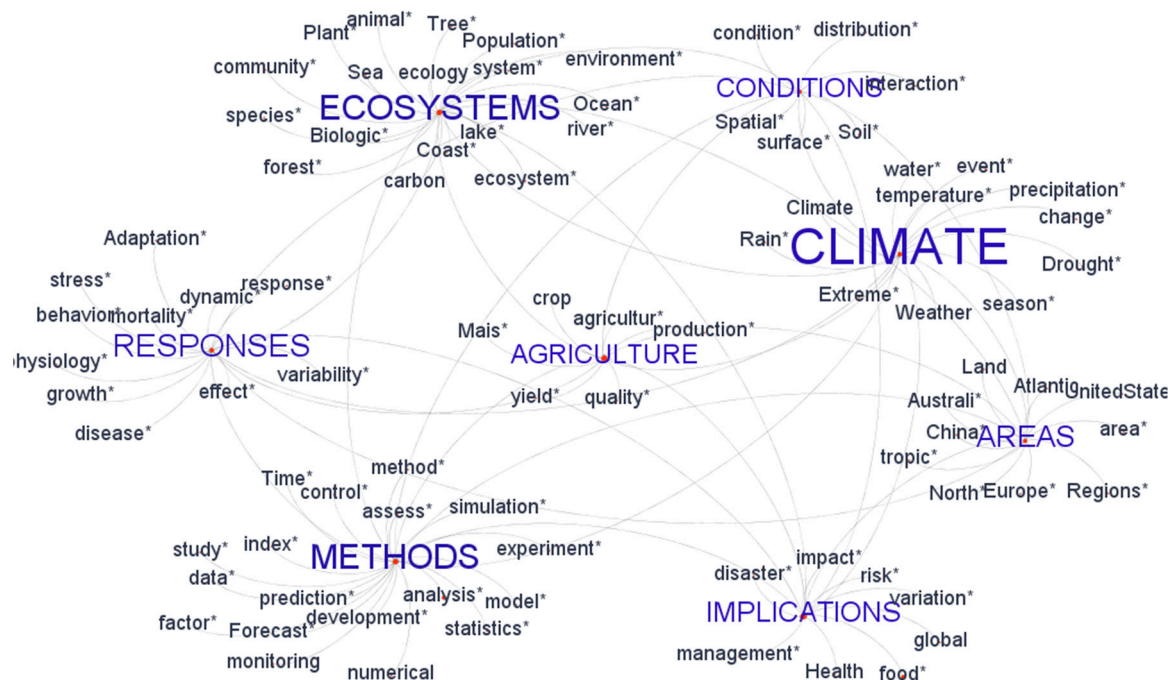 animal*
Plant*
Tree*
Population*
community*
Sea
ecology
system*
environment*
ECOSYSTEMS
species*
Biologic*
lake*
Ocean*
river*
Coast*
forest*
carbon
ecosystem*
condition*
distribution*
CONDITIONS
interaction*
Spatial*
surface*
Soil*
water*
event*
temperature*
precipitation*
Climate
change*
Rain*
CLIMATE
Drought*
Extreme*
Weather
season*
Adaptation*
stress*
dynamic*
response*
behavior*
mortality*
RESPONSES
physiology*
variability*
growth*
effect*
disease*
crop
Mais*
agricultur*
production*
AGRICULTURE
yield*
quality*
Land
Atlantic
UnitedState
Australi*
China*
AREAS
area*
tropic*
North*
Europe*
Regions*
method*
Time*
control*
assess*
simulation*
study*
index*
METHODS
experiment*
data*
prediction*
analysis*
model*
factor*
Forecast*
development*
statistics*
monitoring
numerical
impact*
disaster*
risk*
variation*
IMPLICATIONS
global
management*
Health
food*